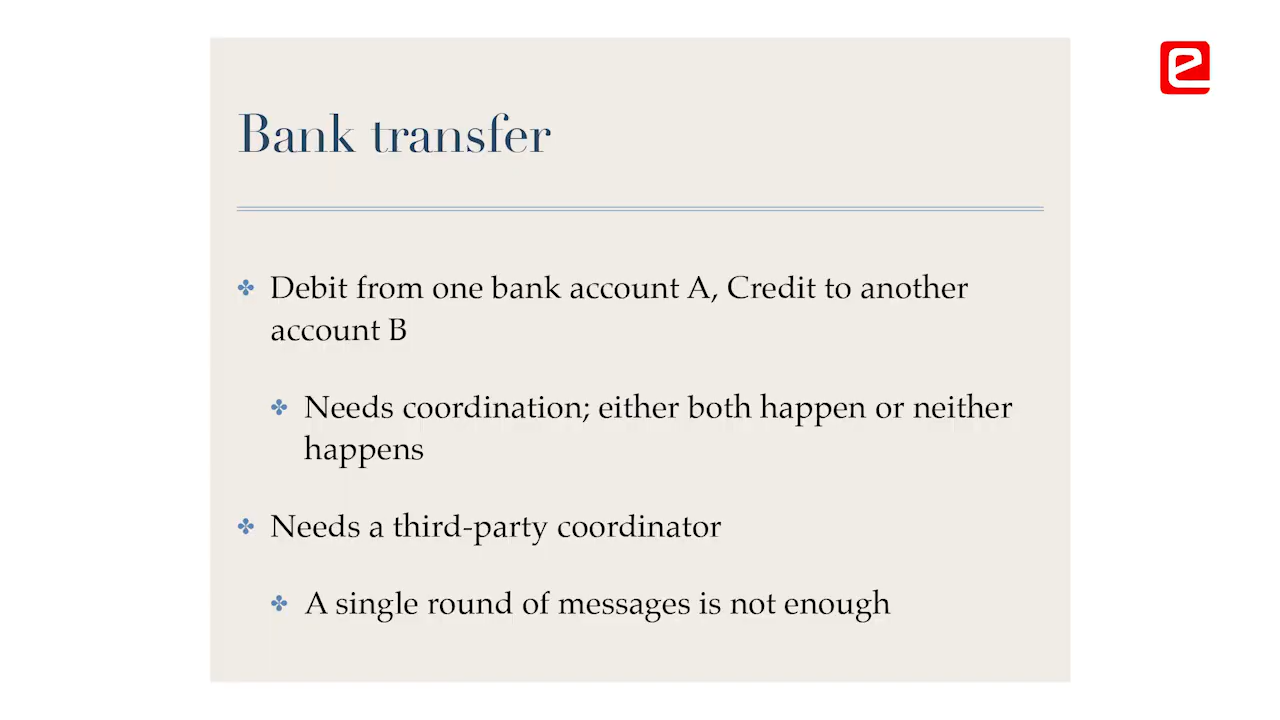 Bank transfer
Debit from one bank account A, Credit to another
account B
Needs coordination; either both happen or neither
happens
Needs a third-party coordinator
A single round of messages is not enough